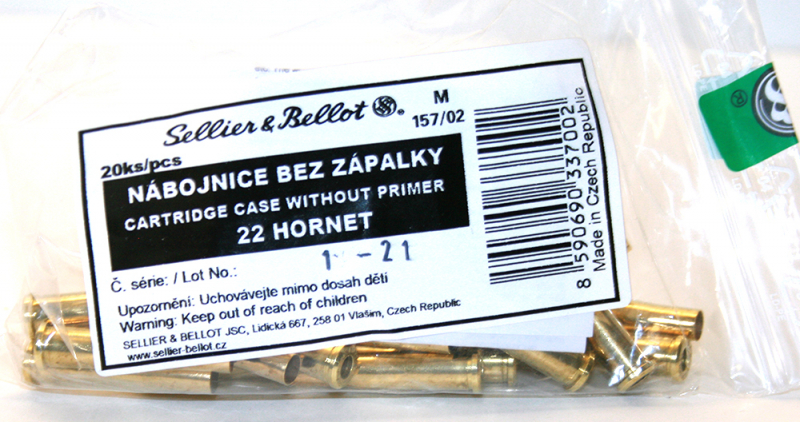 Sellier & Bellot S&B ®.
M
157/02
20ks/pcs
NÁBOJNICE BEZ ZÁPALKY
CARTRIDGE CASE WITHOUT PRIMER
22 HORNET
Č. série: / Lot No.:
-21
Upozornění: Uchovávejte mimo dosah dětí
Warning: Keep out of reach of children
SELLIER & BELLOT JSC, Lidická 667, 258 01 Vlašim, Czech Republic
www.sellier-bellot.cz
8 590690 337002
Made in Czech Republic
®